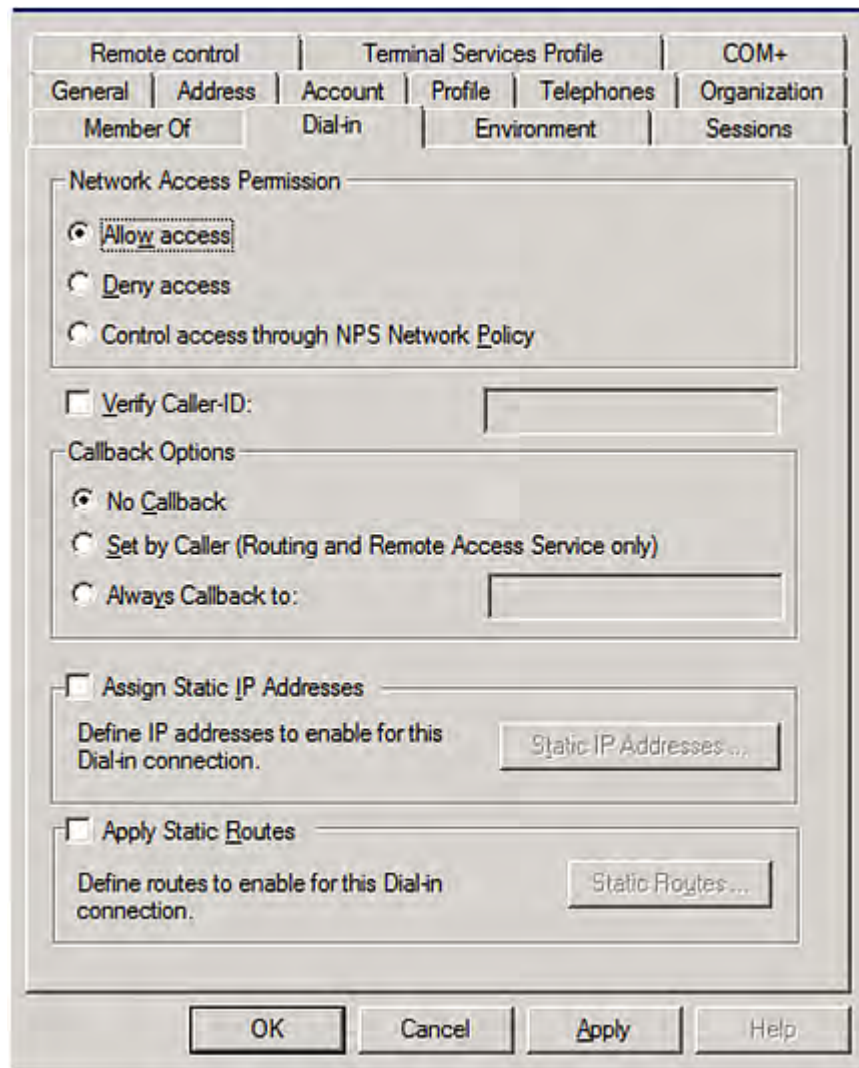 Remote control Terminal Services Profile COM+
General Address Account Profile Telephones Organization
Member Of Dial-in Environment Sessions
Network Access Permission
Allow access
Deny access
Control access through NPS Network Policy
Verify Caller-ID:
Callback Options
No Callback
Set by Caller (Routing and Remote Access Service only)
Always Callback to:
Assign Static IP Addresses
Define IP addresses to enable for this
Dial-in connection.
Static IP Addresses ...
Apply Static Routes
Define routes to enable for this Dial-in
connection.
Static Routes ...
OK Cancel Apply Help